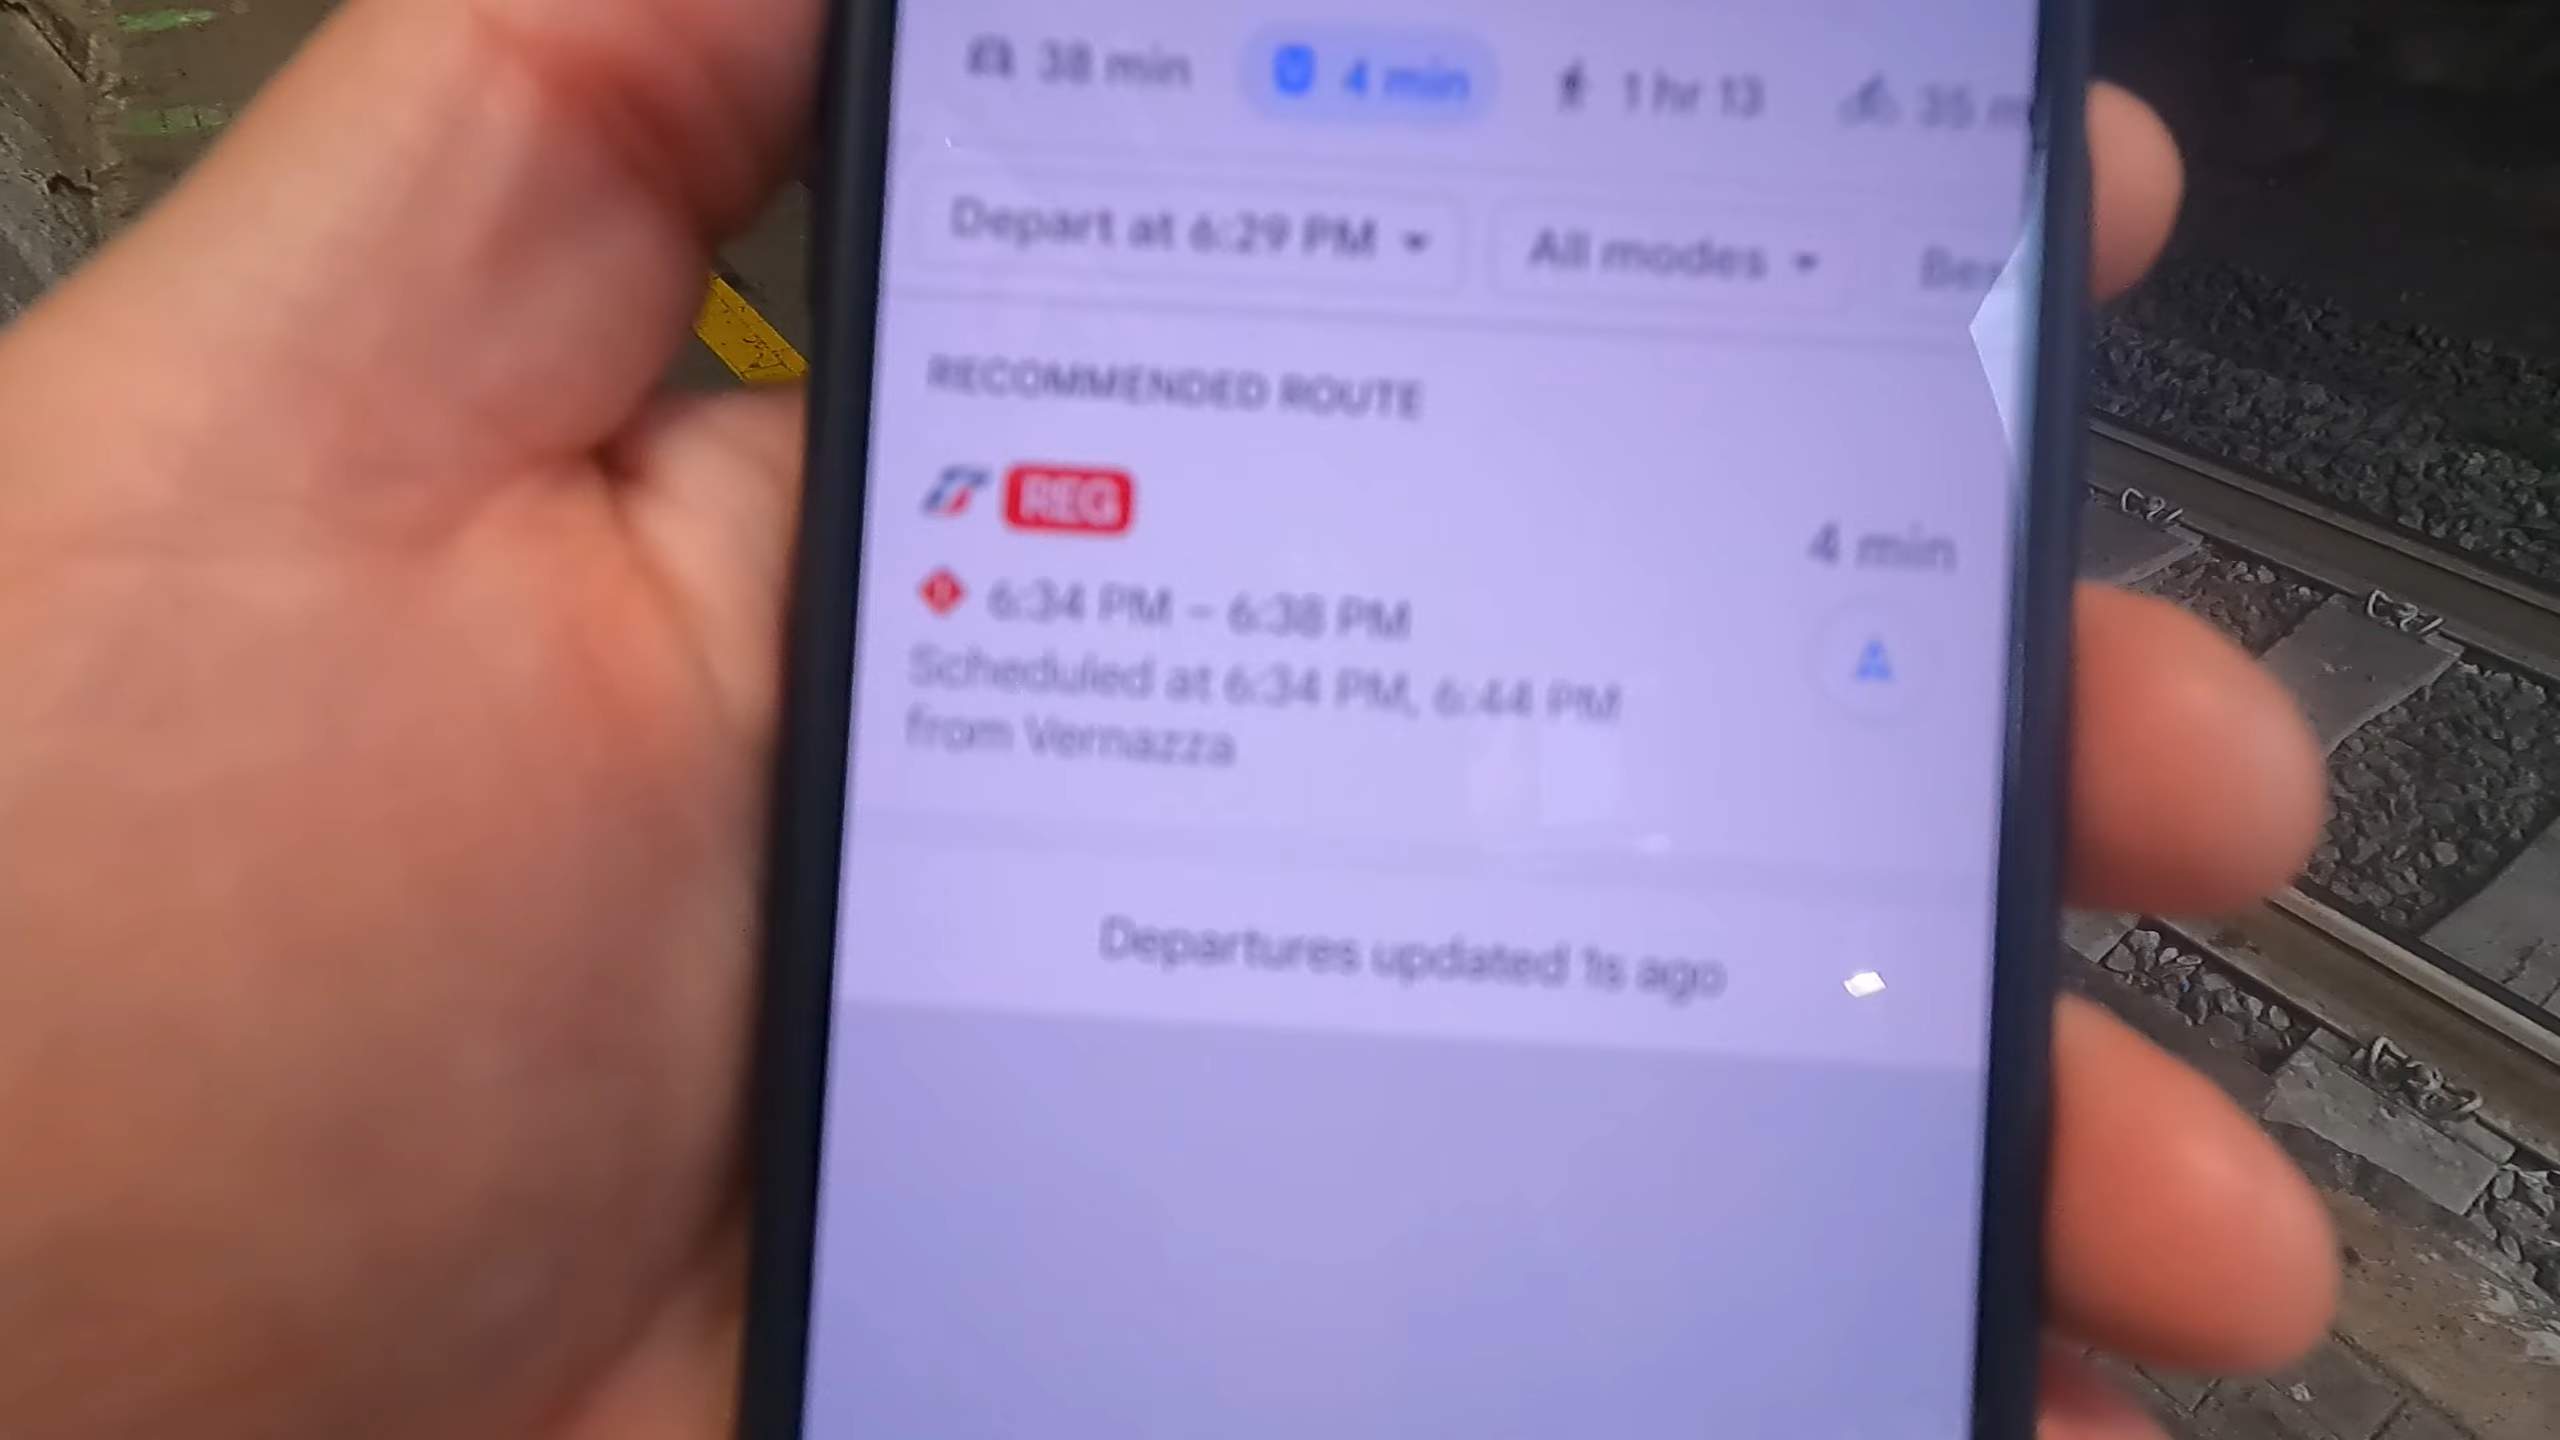 38 min 4 min 1 hr 13 35
Depart at 6:29 PM All modes
RECOMMENDED ROUTE
REG
4 min
6:34 PM – 6:38 PM
Scheduled at 6:34 PM, 6:44 PM
from Vernazza
Departures updated 1s ago